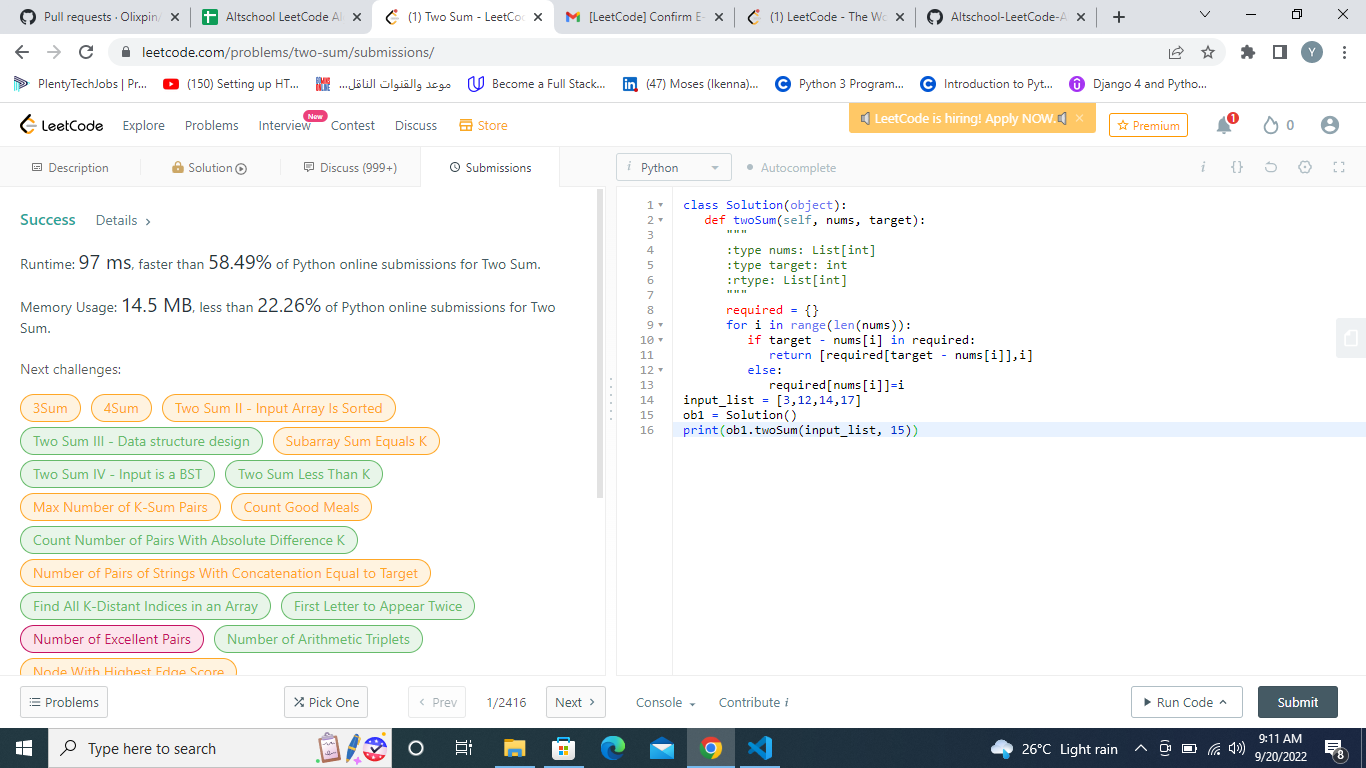 Pull requests · Olixpin/
Altschool LeetCode Al
(1) Two Sum - LeetCo
[LeetCode] Confirm E-
(1) LeetCode - The Wo
Altschool-LeetCode-A
leetcode.com/problems/two-sum/submissions/
Y
PlentyTechJobs | Pr...
(150) Setting up HT...
موعد والقنوات الناقل...
Become a Full Stack...
(47) Moses (Ikenna)...
Python 3 Program...
Introduction to Pyt...
Django 4 and Pytho...
LeetCode
Explore
Problems
Interview
New
Contest
Discuss
Store
LeetCode is hiring! Apply NOW.
Premium
1
0
Description
Solution
Discuss (999+)
Submissions
i Python
Autocomplete
i {}
Success Details
Runtime: 97 ms, faster than 58.49% of Python online submissions for Two Sum.
Memory Usage: 14.5 MB, less than 22.26% of Python online submissions for Two
Sum.
Next challenges:
3Sum 4Sum Two Sum II - Input Array Is Sorted
Two Sum III - Data structure design Subarray Sum Equals K
Two Sum IV - Input is a BST Two Sum Less Than K
Max Number of K-Sum Pairs Count Good Meals
Count Number of Pairs With Absolute Difference K
Number of Pairs of Strings With Concatenation Equal to Target
Find All K-Distant Indices in an Array First Letter to Appear Twice
Number of Excellent Pairs Number of Arithmetic Triplets
Node With Highest Edge Score
1 class Solution(object):
2 def twoSum(self, nums, target):
3 """
4 :type nums: List[int]
5 :type target: int
6 :rtype: List[int]
7 """
8 required = {}
9 for i in range(len(nums)):
10 if target - nums[i] in required:
11 return [required[target - nums[i]],i]
12 else:
13 required[nums[i]]=i
14 input_list = [3,12,14,17]
15 ob1 = Solution()
16 print(ob1.twoSum(input_list, 15))
Problems
Pick One
Prev
1/2416
Next
Console
Contribute i
Run Code
Submit
Type here to search
26°C Light rain
9:11 AM
9/20/2022
8